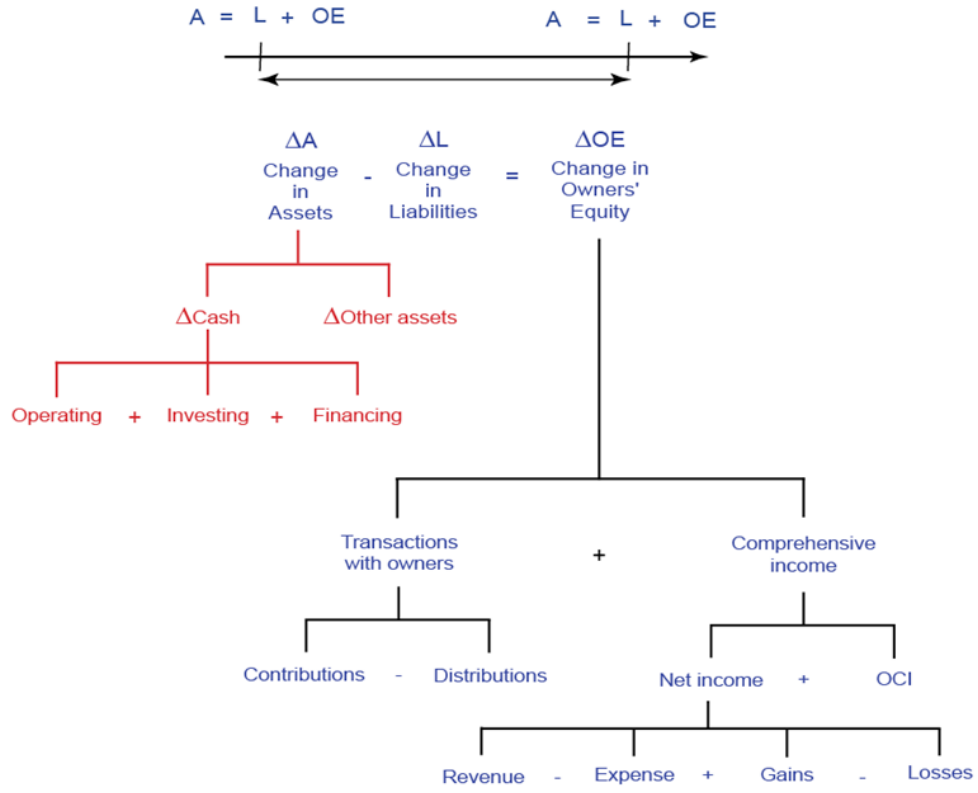 A = L + OE A = L + OE
ΔA ΔL ΔOE
Change Change Change in
in - in = Owners'
Assets Liabilities Equity
ΔCash ΔOther assets
Operating + Investing + Financing
Transactions
with owners
+
Comprehensive
income
Contributions - Distributions
Net income + OCI
Revenue - Expense + Gains - Losses